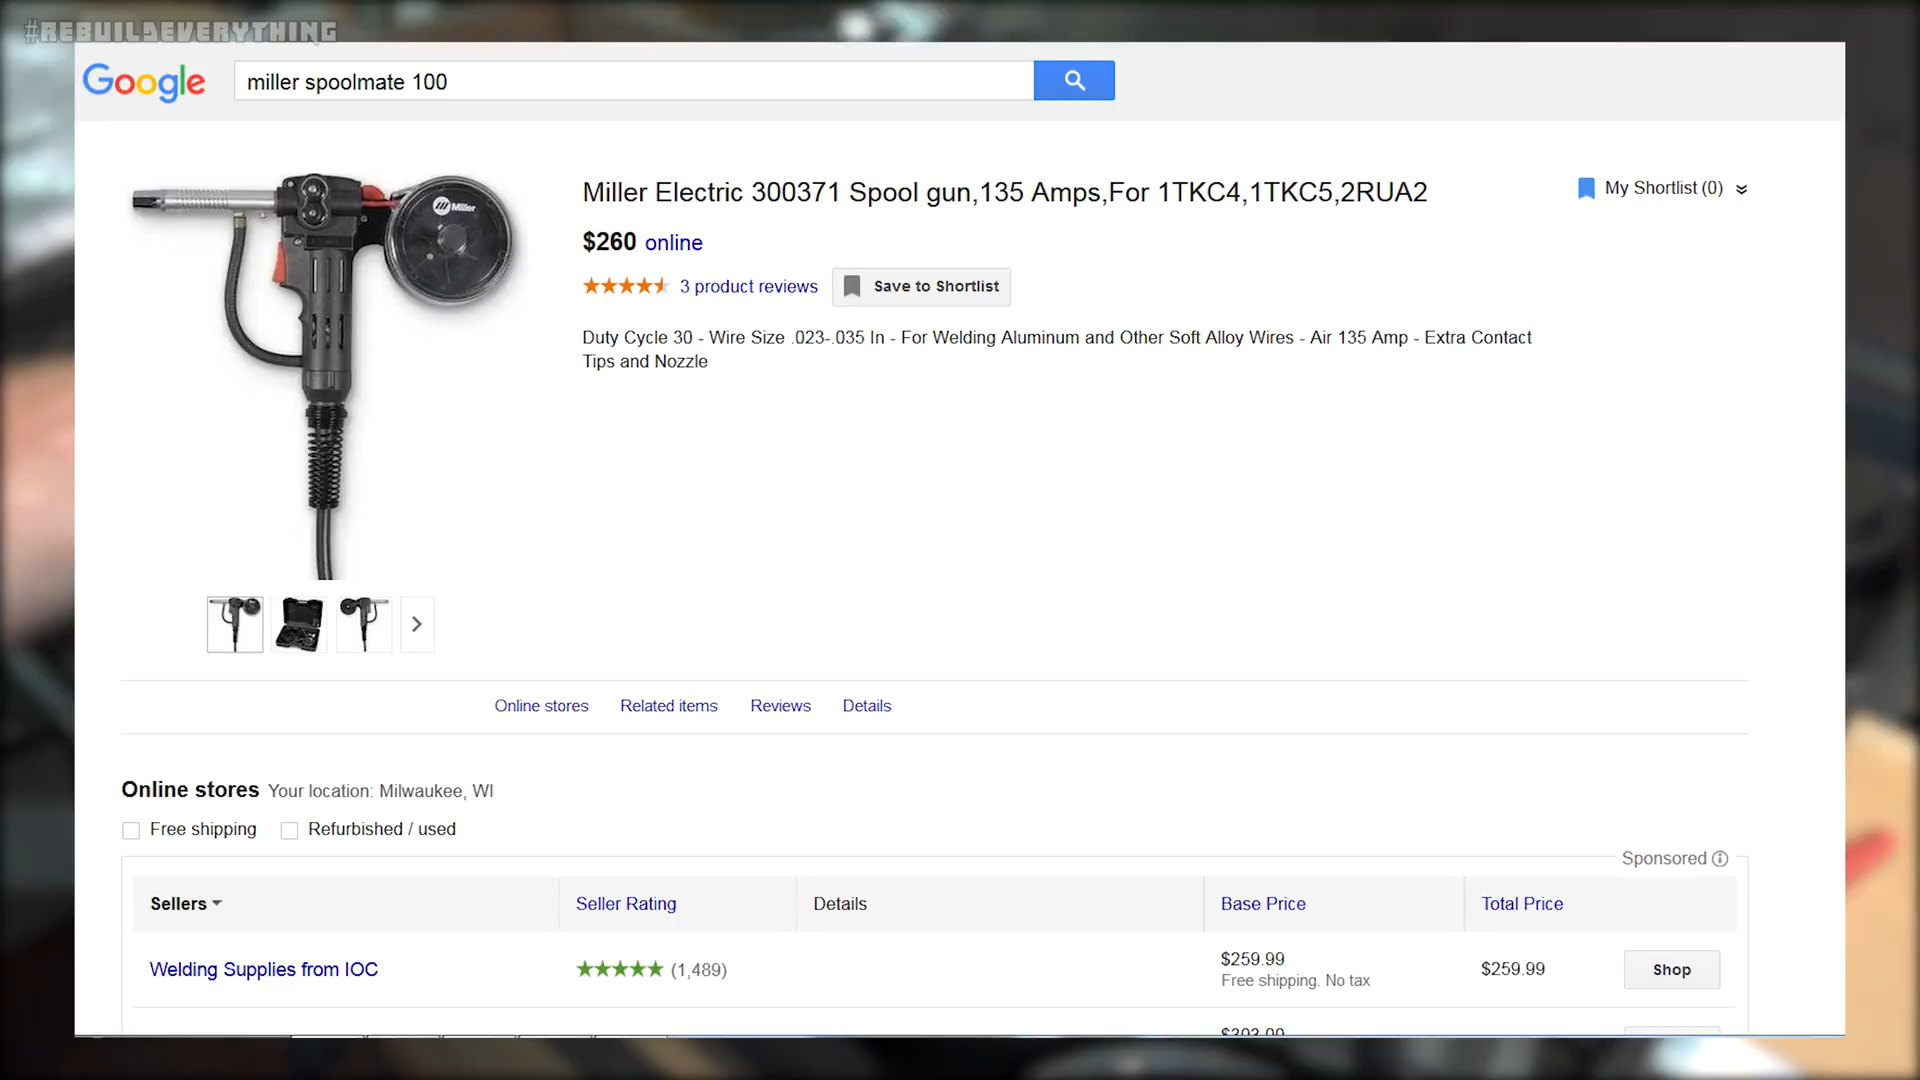 #REBUILDEVERYTHING
Google
miller spoolmate 100
Miller
Miller Electric 300371 Spool gun,135 Amps,For 1TKC4,1TKC5,2RUA2
My Shortlist (0)
$260 online
3 product reviews
Save to Shortlist
Duty Cycle 30 - Wire Size .023-.035 In - For Welding Aluminum and Other Soft Alloy Wires - Air 135 Amp - Extra Contact
Tips and Nozzle
Online stores Related items Reviews Details
Online stores Your location: Milwaukee, WI
Free shipping Refurbished / used
Sponsored
Sellers Seller Rating Details Base Price Total Price
Welding Supplies from IOC (1,489) $259.99 $259.99 Shop
Free shipping. No tax